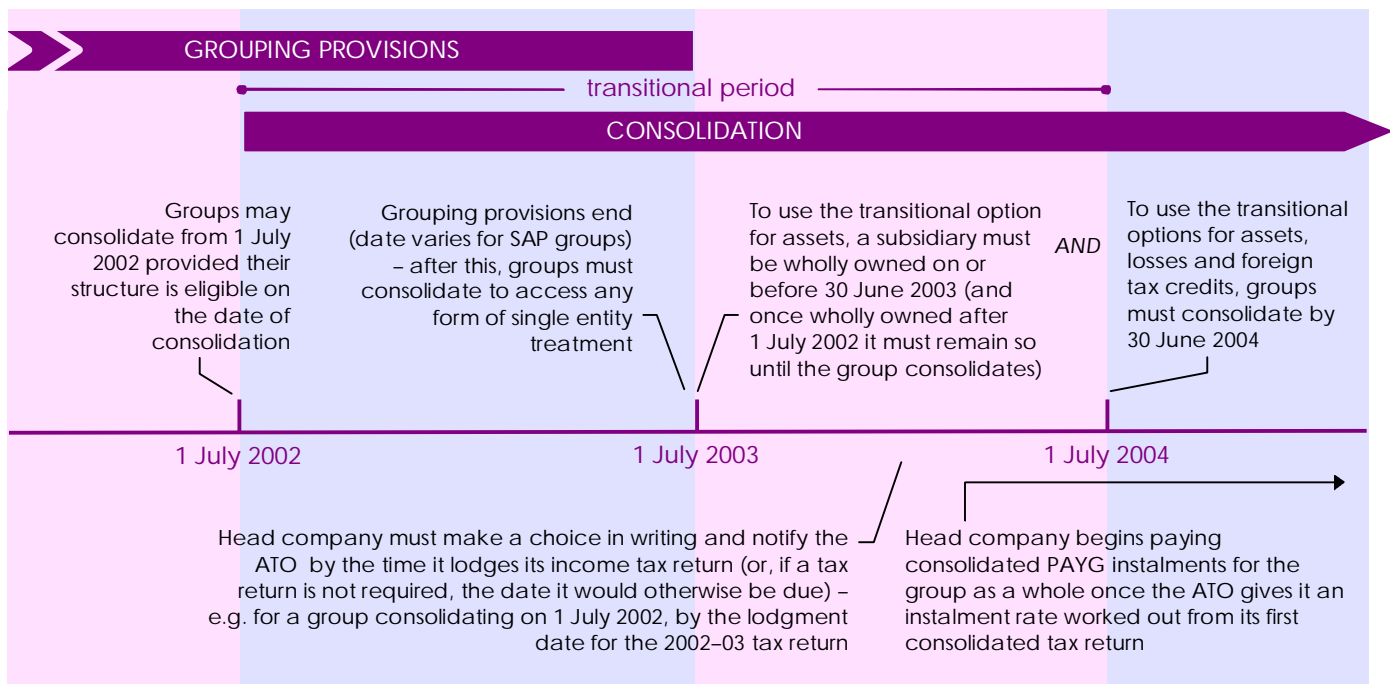 GROUPING PROVISIONS
transitional period
CONSOLIDATION
Groups may
consolidate from 1 July
2002 provided their
structure is eligible on
the date of
consolidation
Grouping provisions end
(date varies for SAP groups)
– after this, groups must
consolidate to access any
form of single entity
treatment
To use the transitional option
for assets, a subsidiary must
be wholly owned on or
before 30 June 2003 (and
once wholly owned after
1 July 2002 it must remain so
until the group consolidates)
AND
To use the transitional
options for assets,
losses and foreign
tax credits, groups
must consolidate by
30 June 2004
1 July 2002
1 July 2003
1 July 2004
Head company must make a choice in writing and notify the
ATO by the time it lodges its income tax return (or, if a tax
return is not required, the date it would otherwise be due) –
e.g. for a group consolidating on 1 July 2002, by the lodgment
date for the 2002–03 tax return
Head company begins paying
consolidated PAYG instalments for the
group as a whole once the ATO gives it an
instalment rate worked out from its first
consolidated tax return